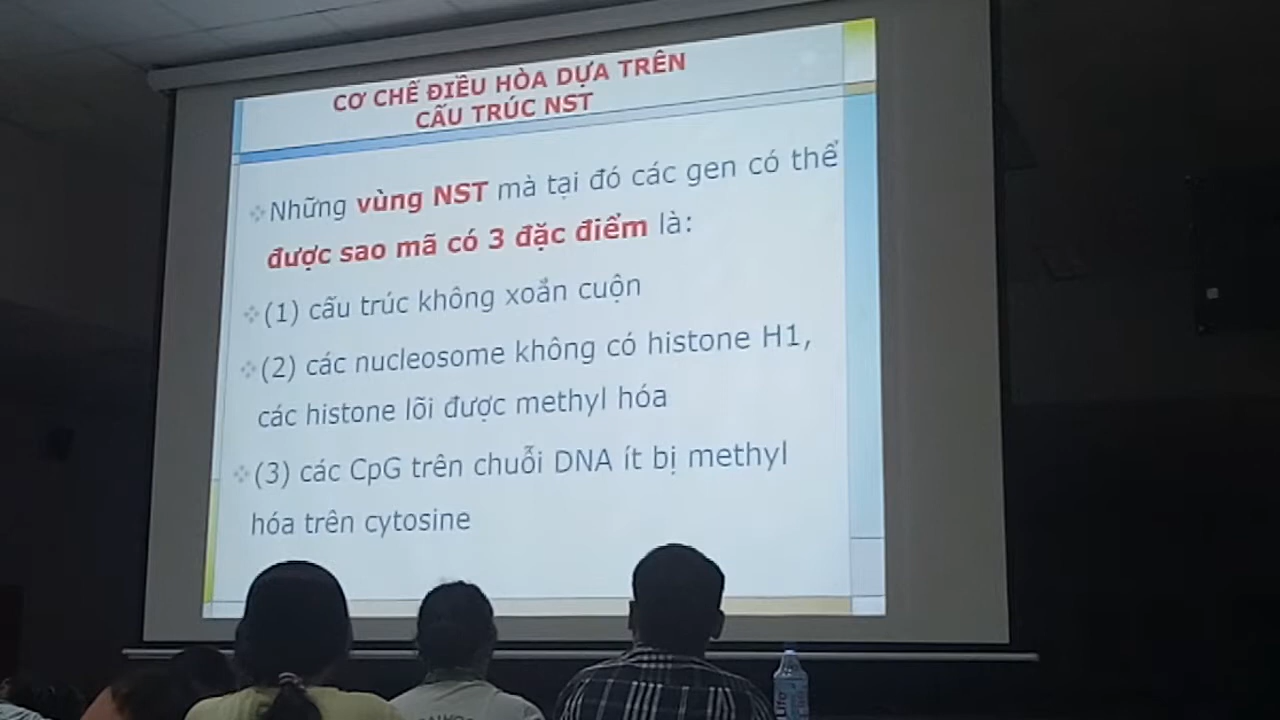 CƠ CHẾ ĐIỀU HÒA DỰA TRÊN
CẤU TRÚC NST
Những vùng NST mà tại đó các gen có thể
được sao mã có 3 đặc điểm là:
(1) cấu trúc không xoắn cuộn
(2) các nucleosome không có histone H1,
các histone lõi được methyl hóa
(3) các CpG trên chuỗi DNA ít bị methyl
hóa trên cytosine